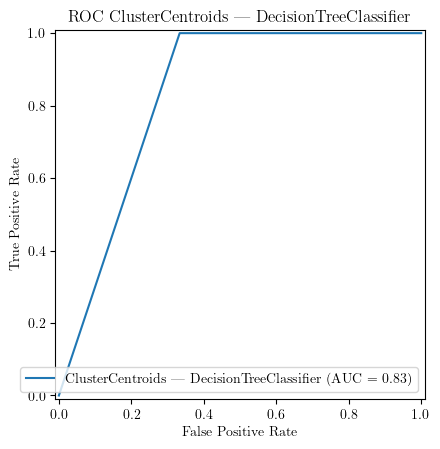 ROC ClusterCentroids — DecisionTreeClassifier
1.0
0.8
0.6
0.4
0.2
0.0
True Positive Rate
ClusterCentroids — DecisionTreeClassifier (AUC = 0.83)
0.0 0.2 0.4 0.6 0.8 1.0
False Positive Rate